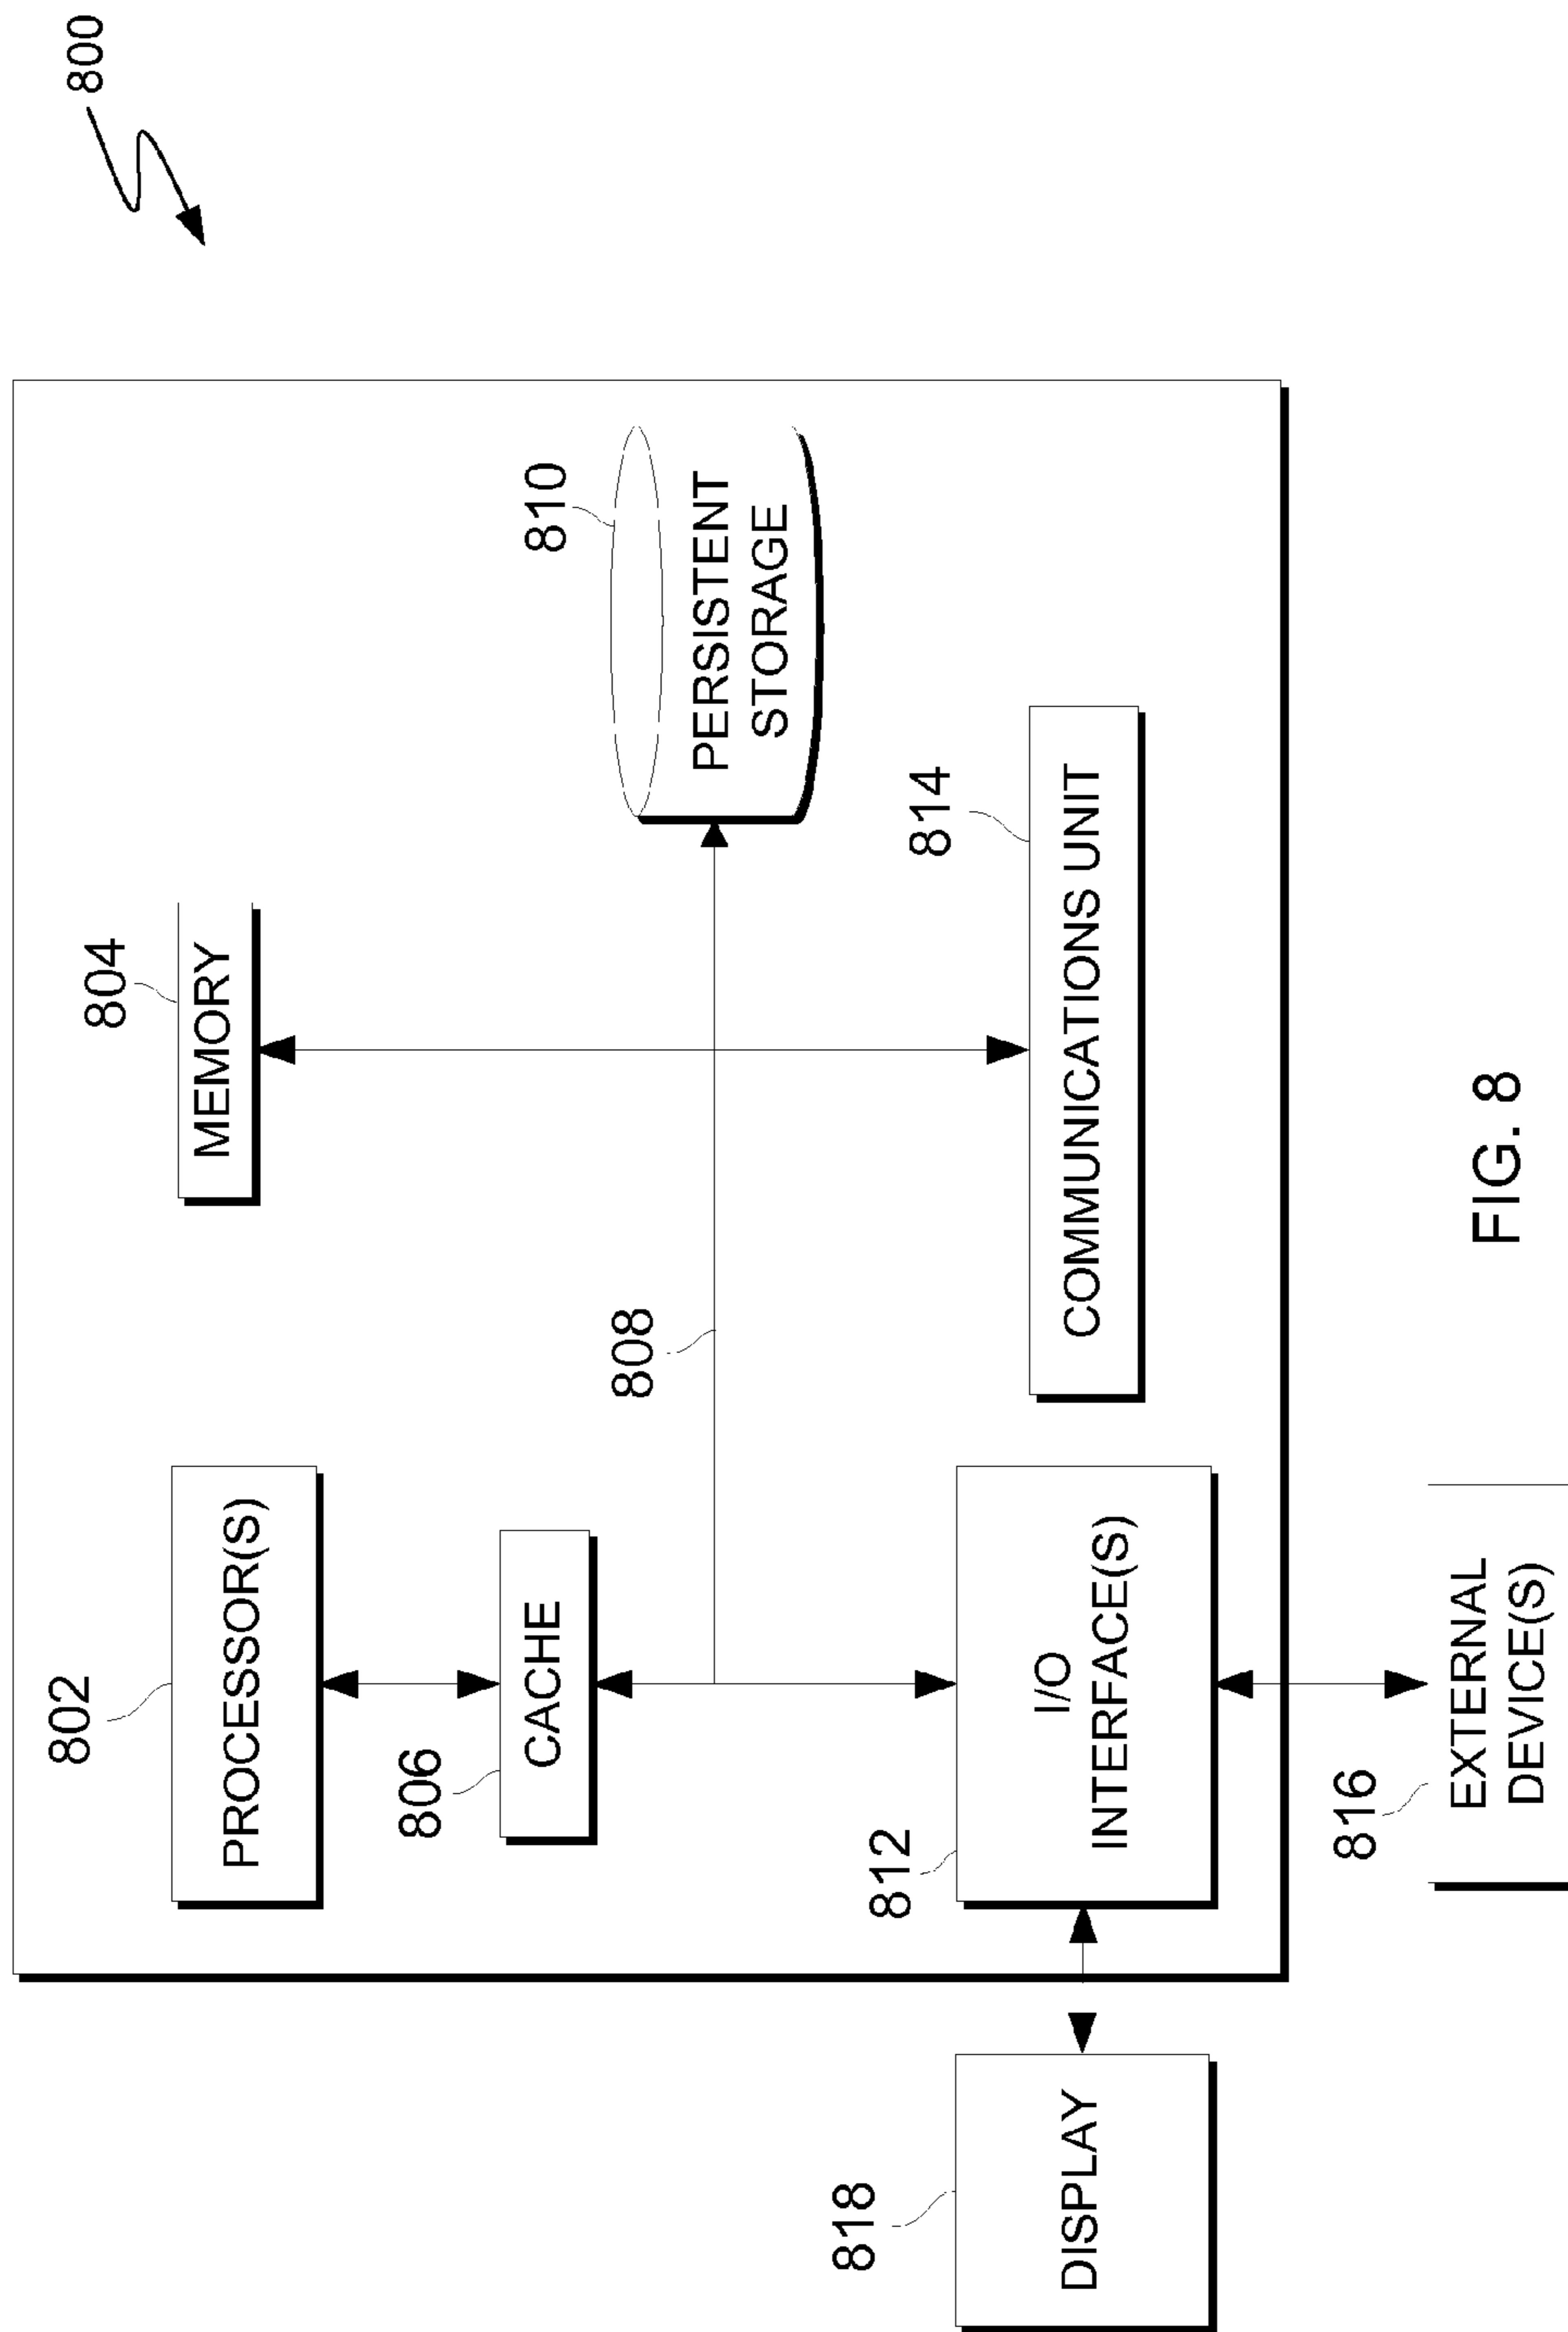 800
802
PROCESSOR(S)
804
MEMORY
806
CACHE
808
810
PERSISTENT
STORAGE
818
DISPLAY
812
I/O
INTERFACE(S)
814
COMMUNICATIONS UNIT
816
EXTERNAL
DEVICE(S)
FIG. 8